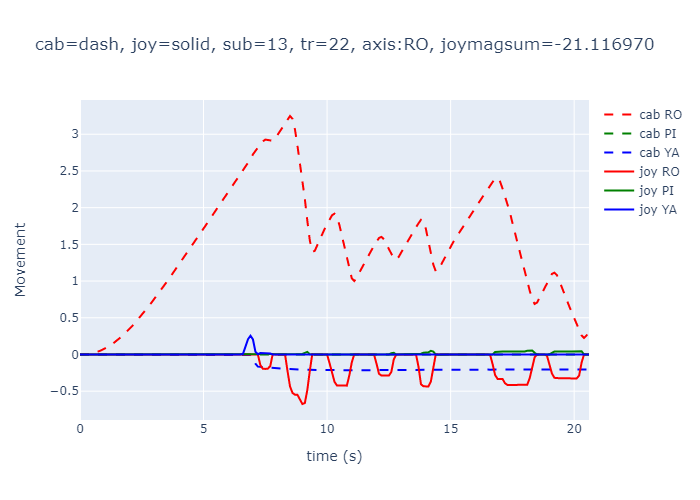 cab=dash, joy=solid, sub=13, tr=22, axis:RO, joymagsum=-21.116970
cab RO
cab PI
cab YA
joy RO
joy PI
joy YA
Movement
3
2.5
2
1.5
1
0.5
0
−0.5
0 5 10 15 20
time (s)